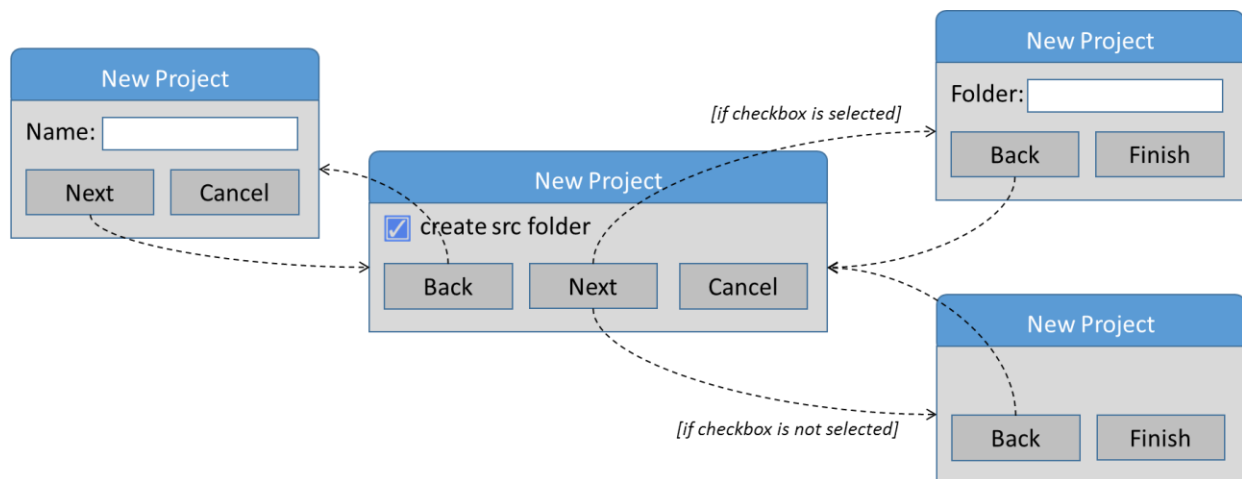 New Project
Name:
Next
Cancel
New Project
create src folder
Back
Next
Cancel
[if checkbox is selected]
New Project
Folder:
Back
Finish
[if checkbox is not selected]
New Project
Back
Finish